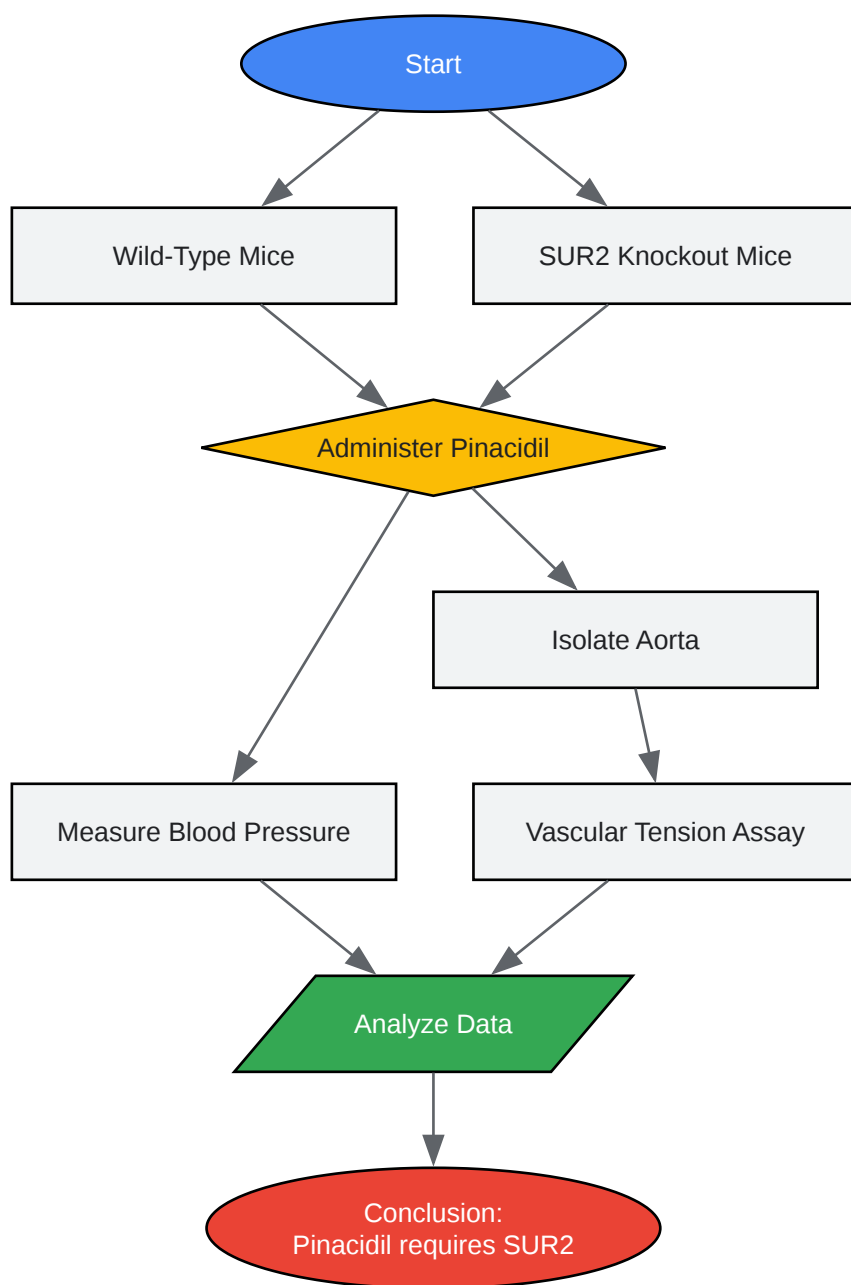 Start
Wild-Type Mice
SUR2 Knockout Mice
Administer Pinacidil
Isolate Aorta
Measure Blood Pressure
Vascular Tension Assay
Analyze Data
Conclusion:
Pinacidil requires SUR2